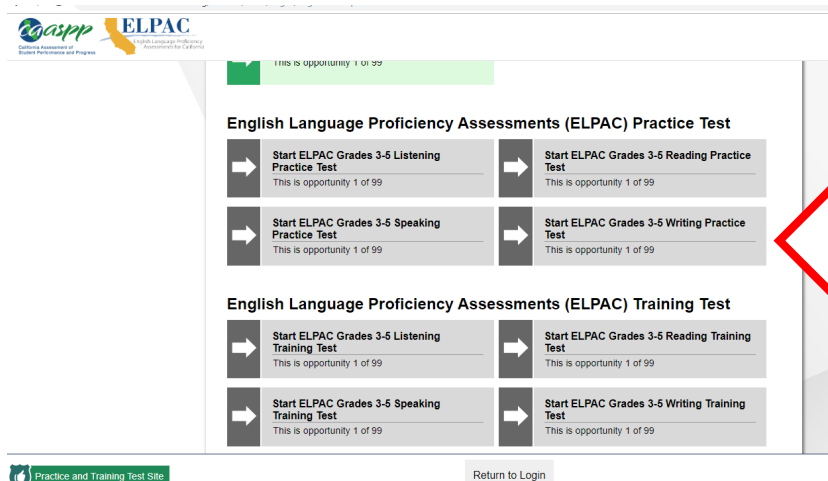 caaspp
California Assessment of
Student Performance and Progress
ELPAC
English Language Proficiency
Assessments for California
This is opportunity 1 of 99
English Language Proficiency Assessments (ELPAC) Practice Test
Start ELPAC Grades 3-5 Listening
Practice Test
This is opportunity 1 of 99
Start ELPAC Grades 3-5 Reading Practice
Test
This is opportunity 1 of 99
Start ELPAC Grades 3-5 Speaking
Practice Test
This is opportunity 1 of 99
Start ELPAC Grades 3-5 Writing Practice
Test
This is opportunity 1 of 99
English Language Proficiency Assessments (ELPAC) Training Test
Start ELPAC Grades 3-5 Listening
Training Test
This is opportunity 1 of 99
Start ELPAC Grades 3-5 Reading Training
Test
This is opportunity 1 of 99
Start ELPAC Grades 3-5 Speaking
Training Test
This is opportunity 1 of 99
Start ELPAC Grades 3-5 Writing Training
Test
This is opportunity 1 of 99
Practice and Training Test Site
Return to Login